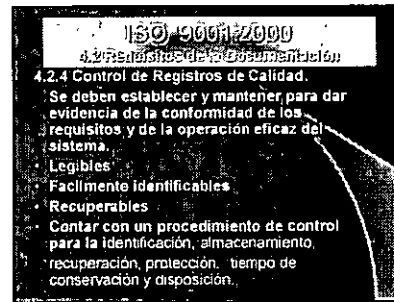 ISO 9001:2000
4.2 Requisitos de la Documentación
4.2.4 Control de Registros de Calidad.
Se deben establecer y mantener para dar
evidencia de la conformidad de los
requisitos y de la operación eficaz del
sistema.
· Legibles
· Facilmente identificables
· Recuperables
· Contar con un procedimiento de control
para la identificación, almacenamiento,
recuperación, protección, tiempo de
conservación y disposición.